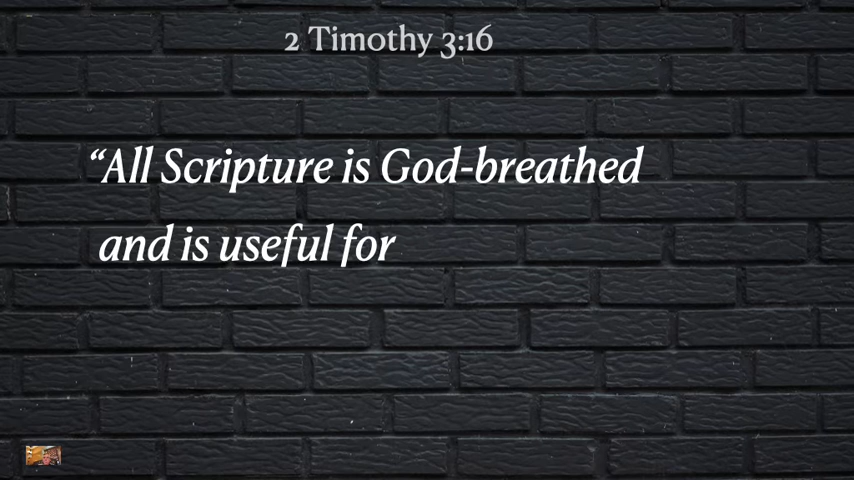 2 Timothy 3:16
“All Scripture is God-breathed
and is useful for